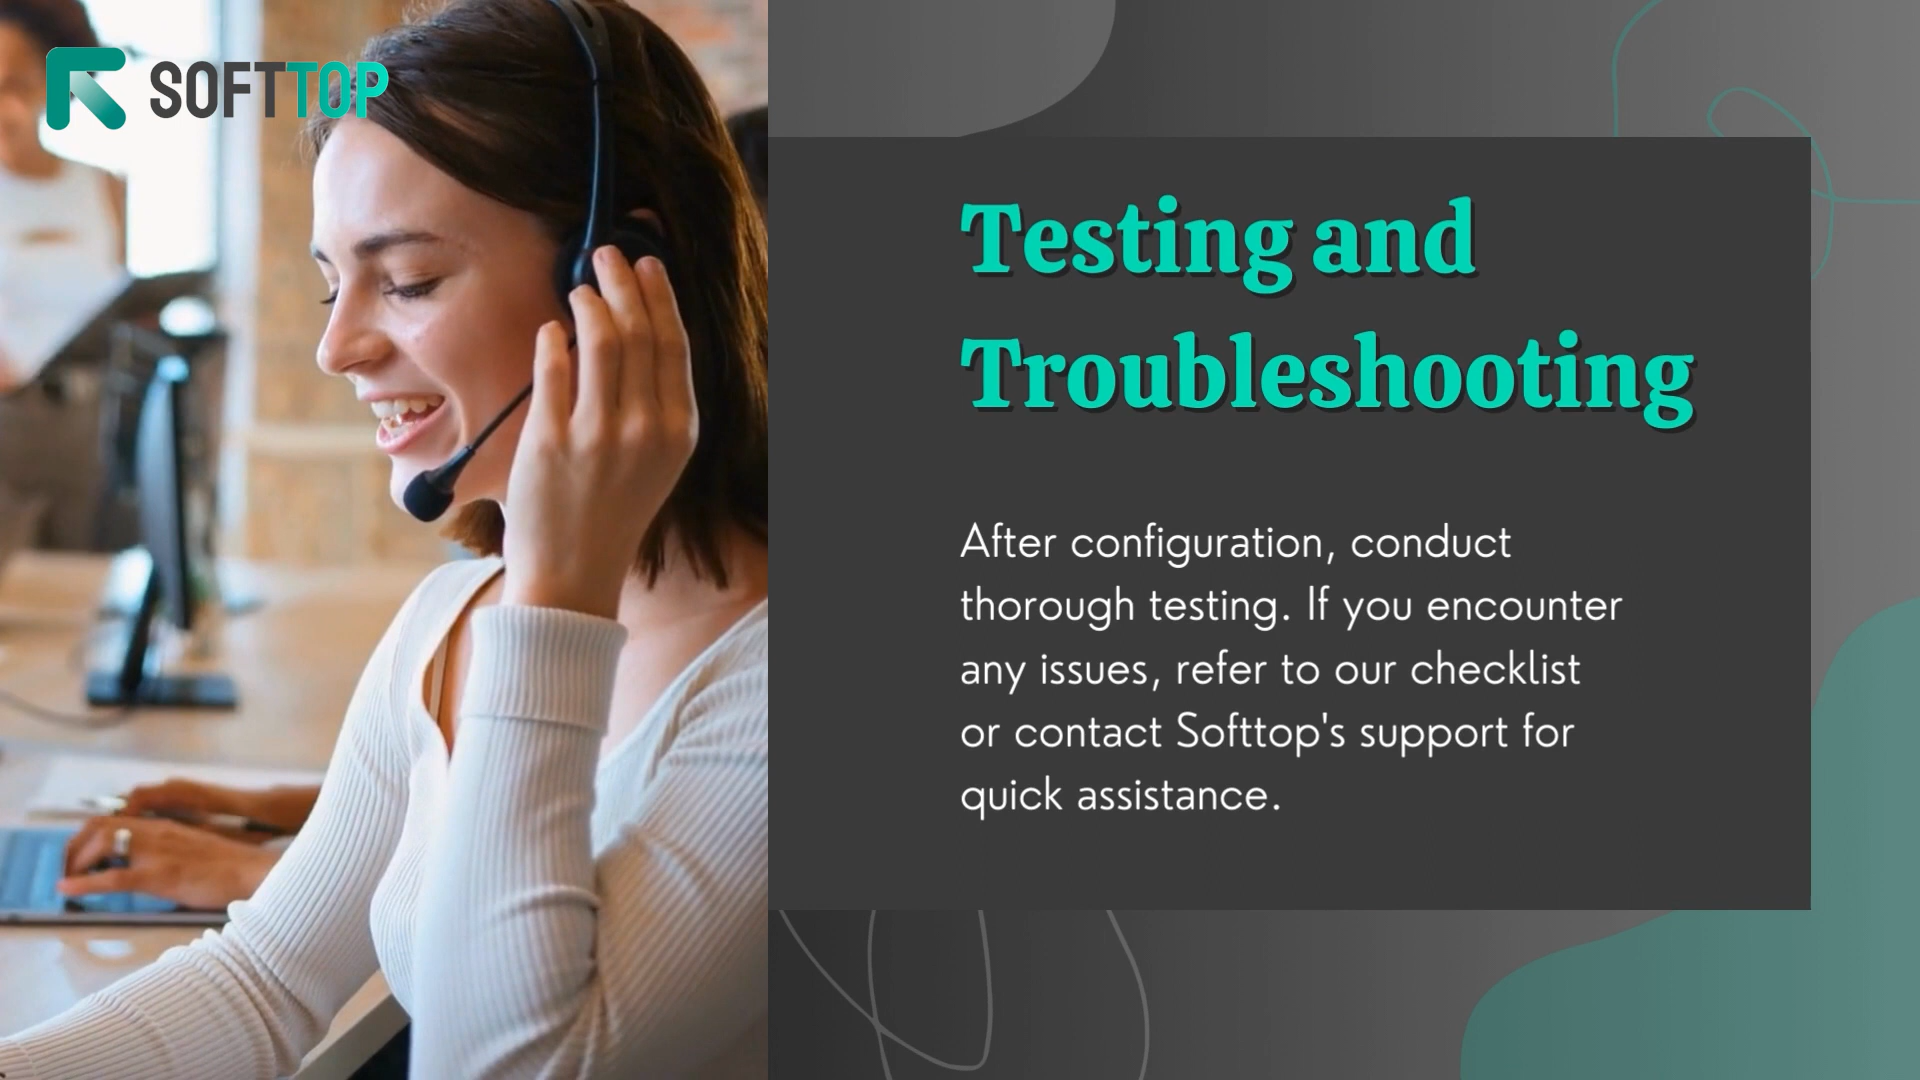 SOFTTOP
Testing and
Troubleshooting
After configuration, conduct
thorough testing. If you encounter
any issues, refer to our checklist
or contact Softtop's support for
quick assistance.